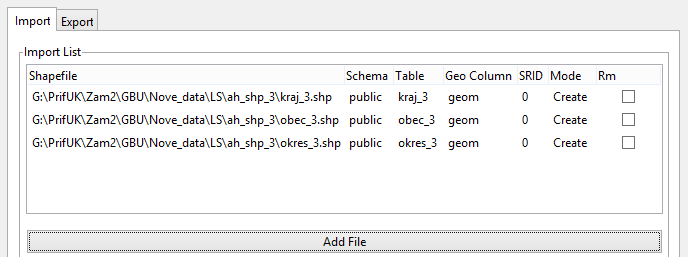 Import Export
Import List
Shapefile Schema Table Geo Column SRID Mode Rm
G:\PrifUK\Zam2\GBU\Nove_data\LS\ah_shp_3\kraj_3.shp public kraj_3 geom 0 Create
G:\PrifUK\Zam2\GBU\Nove_data\LS\ah_shp_3\obec_3.shp public obec_3 geom 0 Create
G:\PrifUK\Zam2\GBU\Nove_data\LS\ah_shp_3\okres_3.shp public okres_3 geom 0 Create
Add File